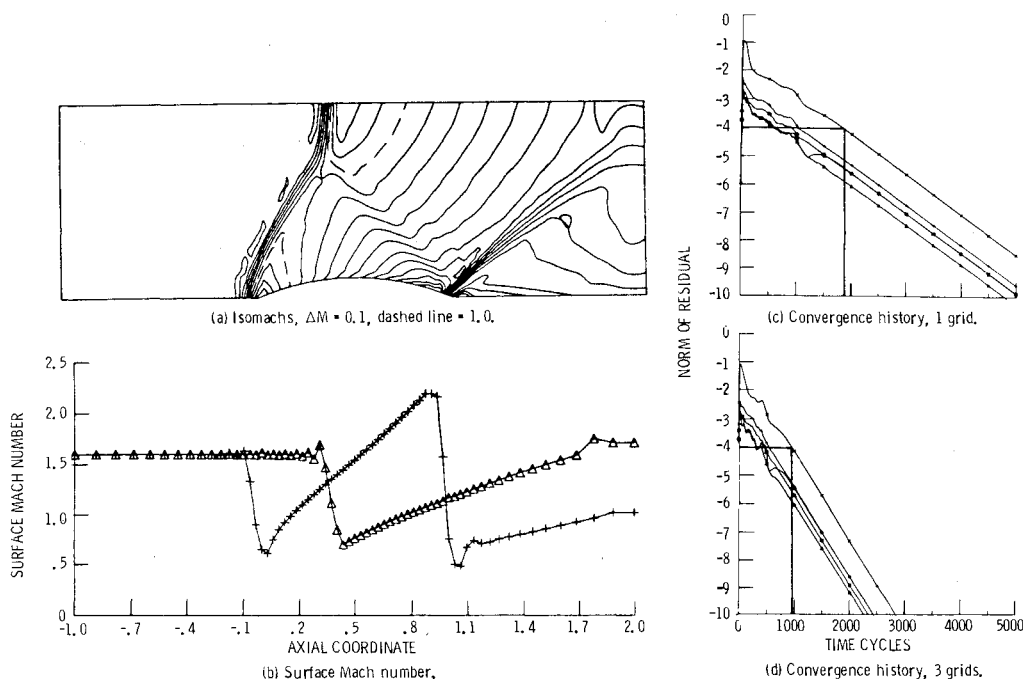 (a) Isomachs, ΔM = 0.1, dashed line = 1.0.
2.5
2.0
1.5
1.0
.5
0
SURFACE MACH NUMBER
-1.0 -.7 -.4 -.1 .2 .5 .8 1.1 1.4 1.7 2.0
AXIAL COORDINATE
(b) Surface Mach number.
NORM OF RESIDUAL
0
-1
-2
-3
-4
-5
-6
-7
-8
-9
-10
(c) Convergence history, 1 grid.
0
-1
-2
-3
-4
-5
-6
-7
-8
-9
-10
0 1000 2000 3000 4000 5000
TIME CYCLES
(d) Convergence history, 3 grids.